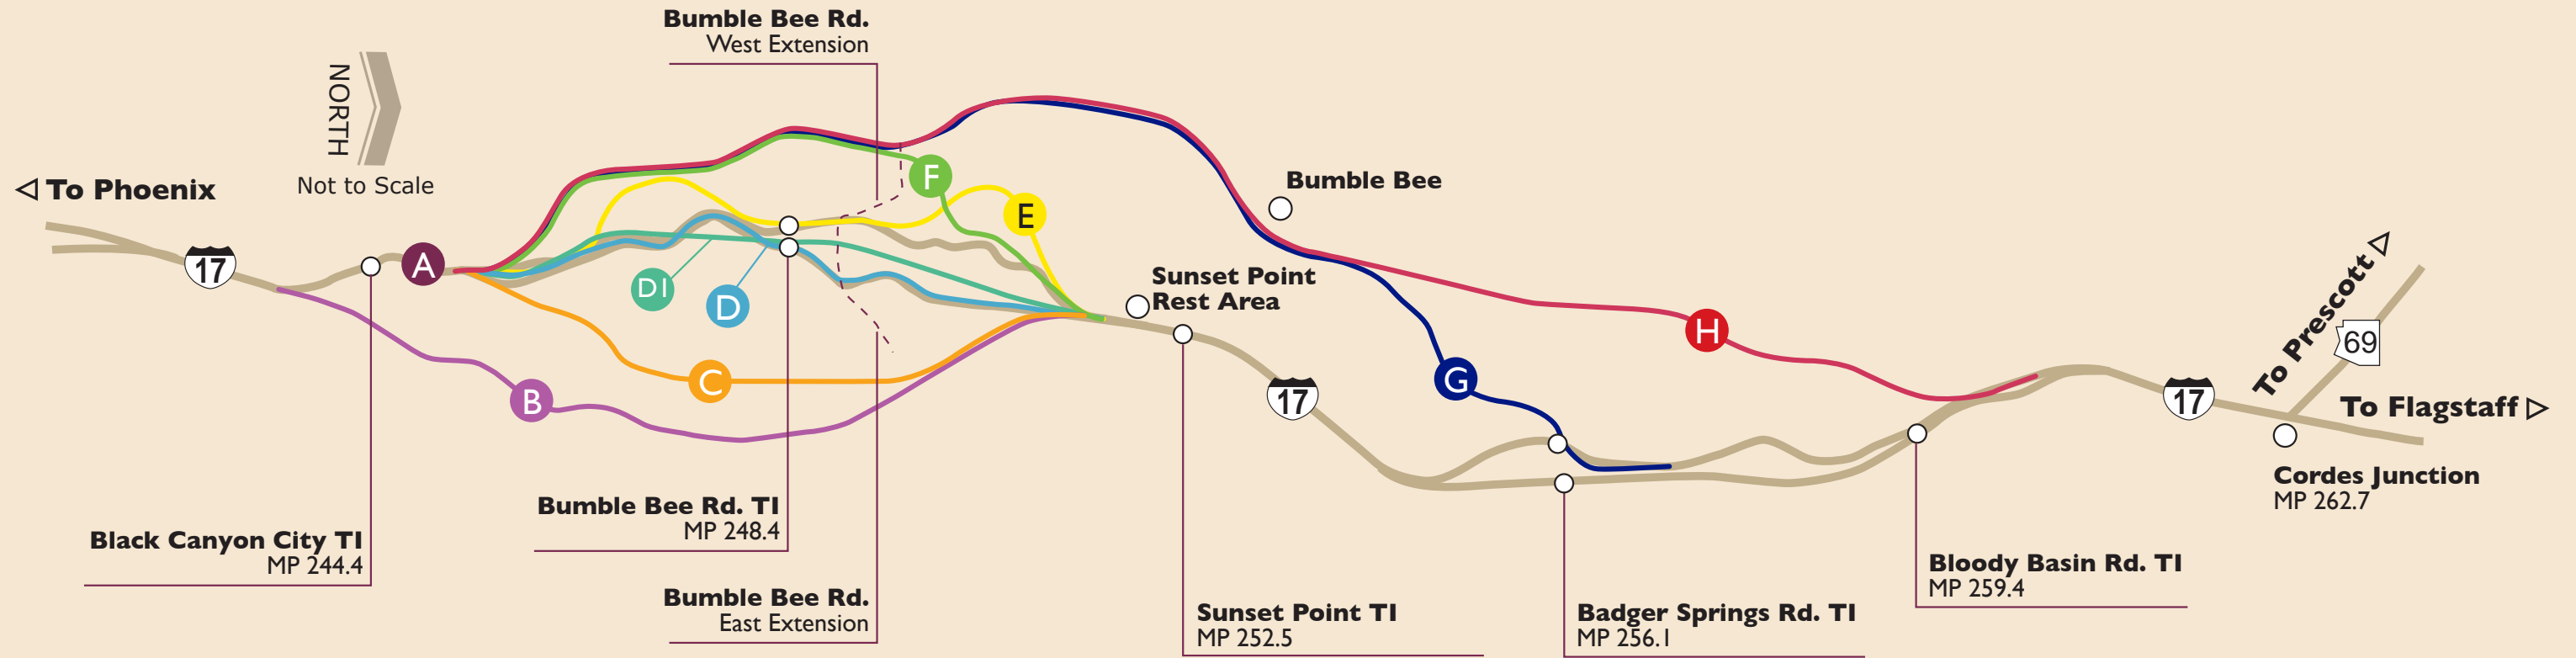 Bumble Bee Rd.
West Extension
NORTH
Not to Scale
To Phoenix
17
A
B
C
D1
D
E
F
G
H
Bumble Bee
Sunset Point
Rest Area
17
17
To Prescott
69
To Flagstaff
Cordes Junction
MP 262.7
Black Canyon City TI
MP 244.4
Bumble Bee Rd. TI
MP 248.4
Bumble Bee Rd.
East Extension
Sunset Point TI
MP 252.5
Badger Springs Rd. TI
MP 256.1
Bloody Basin Rd. TI
MP 259.4